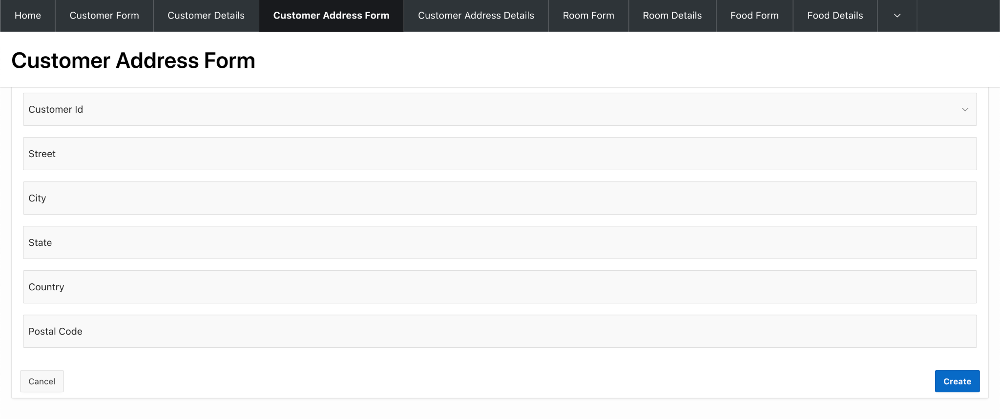 Home Customer Form Customer Details Customer Address Form Customer Address Details Room Form Room Details Food Form Food Details
Customer Address Form
Customer Id
Street
City
State
Country
Postal Code
Cancel Create